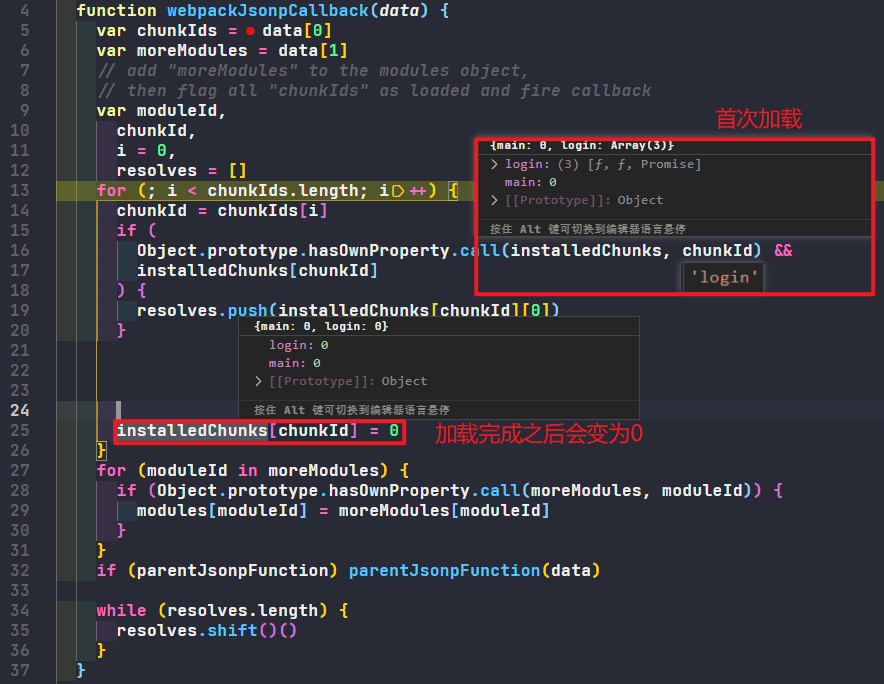 4 function webpackJsonpCallback(data) {
5 var chunkIds = data[0]
6 var moreModules = data[1]
7 // add "moreModules" to the modules object,
8 // then flag all "chunkIds" as loaded and fire callback
9 var moduleId,
10 chunkId,
11 i = 0,
12 resolves = []
首次加载
{main: 0, login: Array(3)}
login: (3) [f, f, Promise]
main: 0
[[Prototype]]: Object
按住 Alt 键可切换到编辑器语言悬停
13 for (; i < chunkIds.length; i ++) {
14 chunkId = chunkIds[i]
15 if (
16 Object.prototype.hasOwnProperty.call(installedChunks, chunkId) &&
17 installedChunks[chunkId]
'login'
18 ) {
19 resolves.push(installedChunks[chunkId][0])
20 }
{main: 0, login: 0}
login: 0
main: 0
[[Prototype]]: Object
按住 Alt 键可切换到编辑器语言悬停
21
22
23
24
25 installedChunks[chunkId] = 0 加载完成之后会变为0
26 }
27 for (moduleId in moreModules) {
28 if (Object.prototype.hasOwnProperty.call(moreModules, moduleId)) {
29 modules[moduleId] = moreModules[moduleId]
30 }
31 }
32 if (parentJsonpFunction) parentJsonpFunction(data)
33
34 while (resolves.length) {
35 resolves.shift()()
36 }
37 }